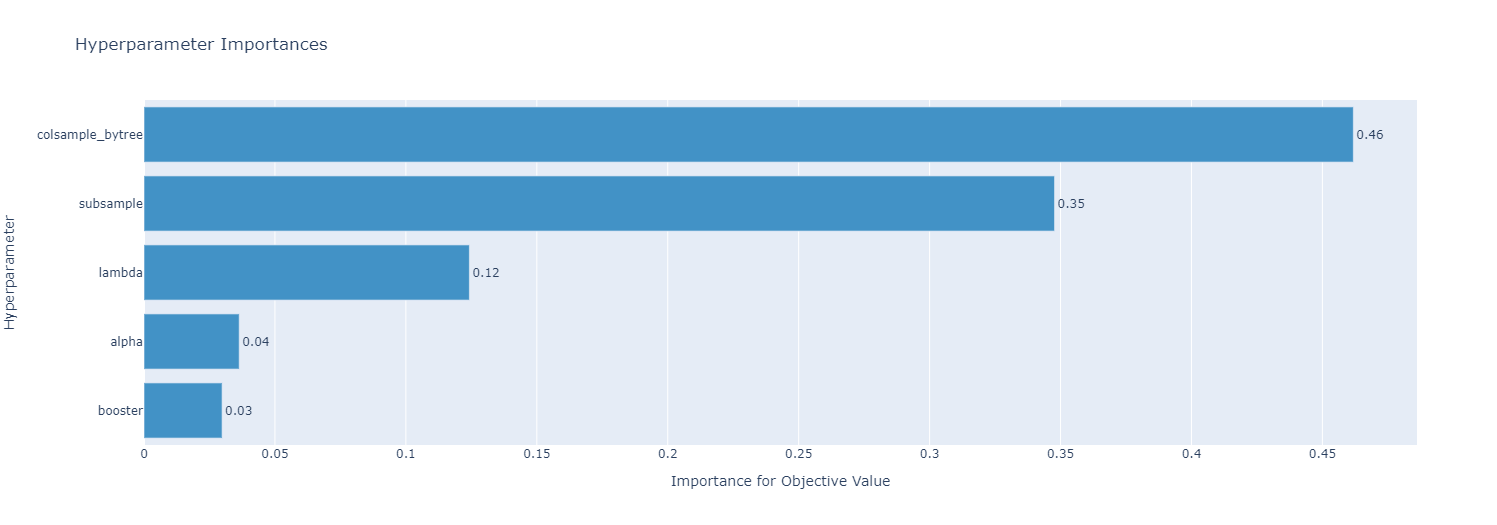 Hyperparameter Importances
Hyperparameter
colsample_bytree 0.46
subsample 0.35
lambda 0.12
alpha 0.04
booster 0.03
0 0.05 0.1 0.15 0.2 0.25 0.3 0.35 0.4 0.45
Importance for Objective Value